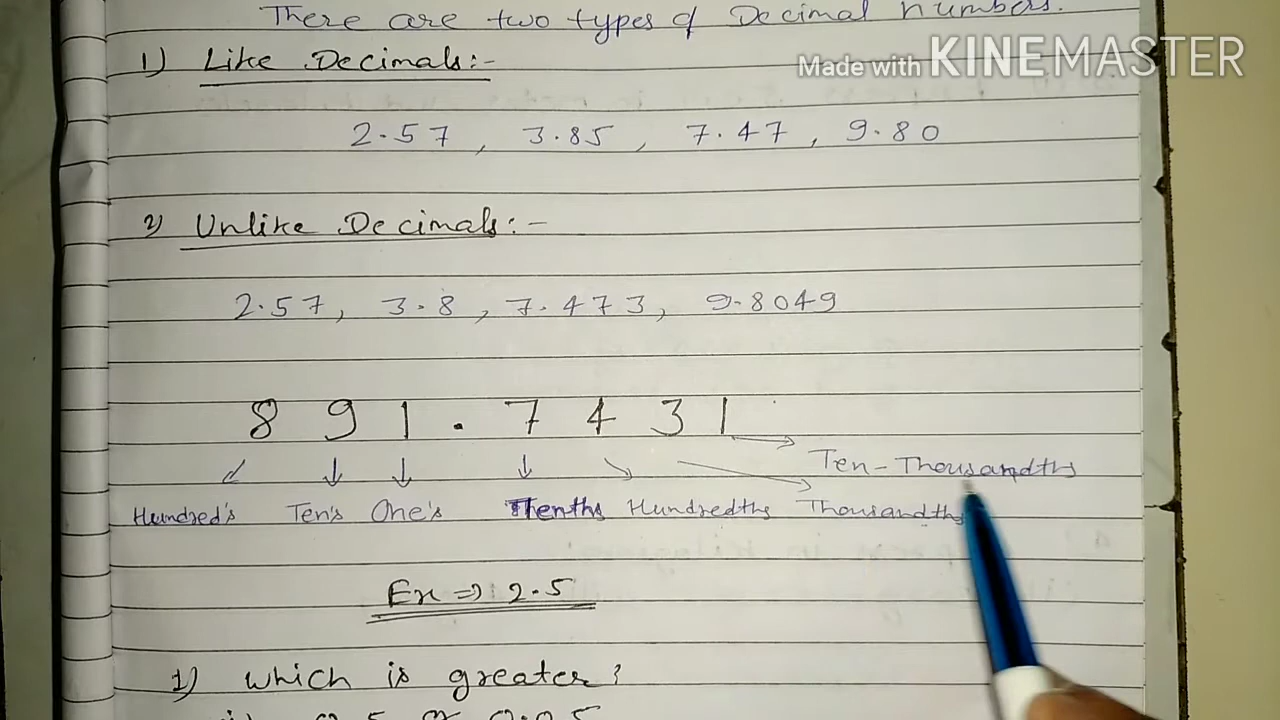 There are two types of Decimal numbers.
Made with KINEMASTER
1) Like Decimals:-
2.57, 3.85, 7.47, 9.80
2) Unlike Decimals:-
2.57, 3.8, 7.473, 9.8049
891.7431
Ten-Thousandths
Hundred's Ten's One's Tenths Hundredths Thousandths
Ex => 2.5
1) Which is greater?